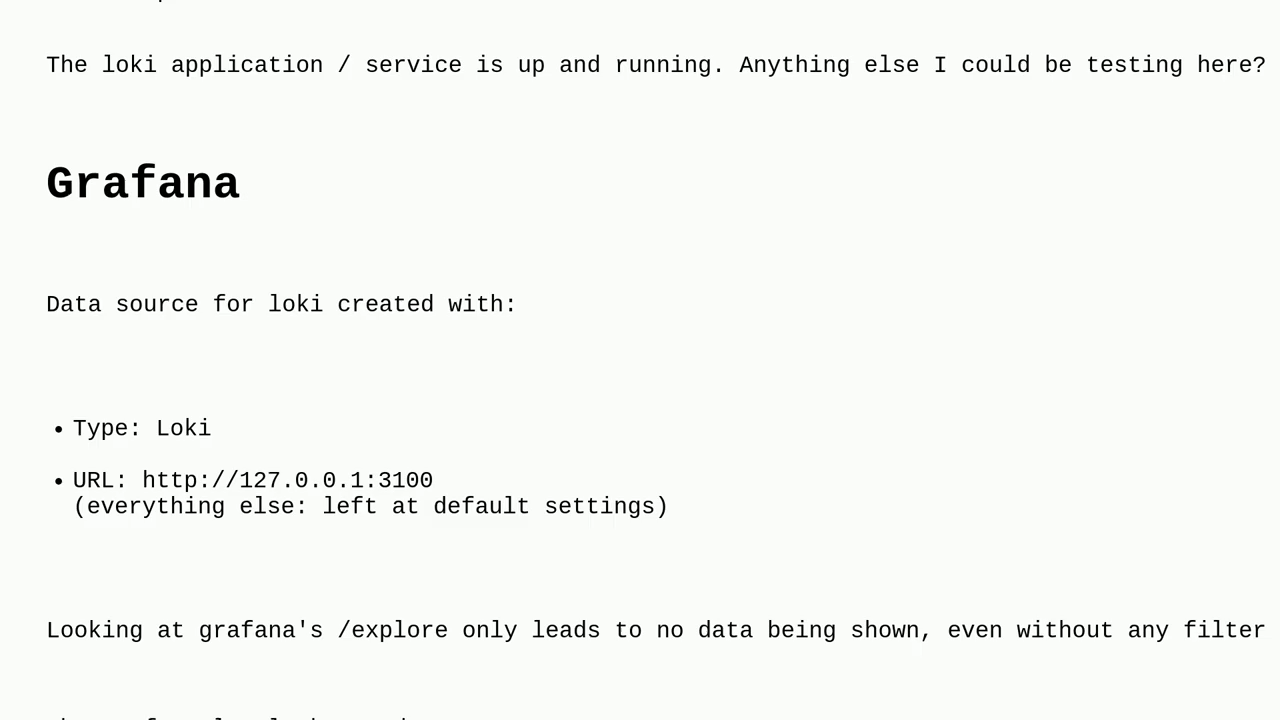 The loki application / service is up and running. Anything else I could be testing here?
Grafana
Data source for loki created with:
• Type: Loki
• URL: http://127.0.0.1:3100
(everything else: left at default settings)
Looking at grafana's /explore only leads to no data being shown, even without any filter